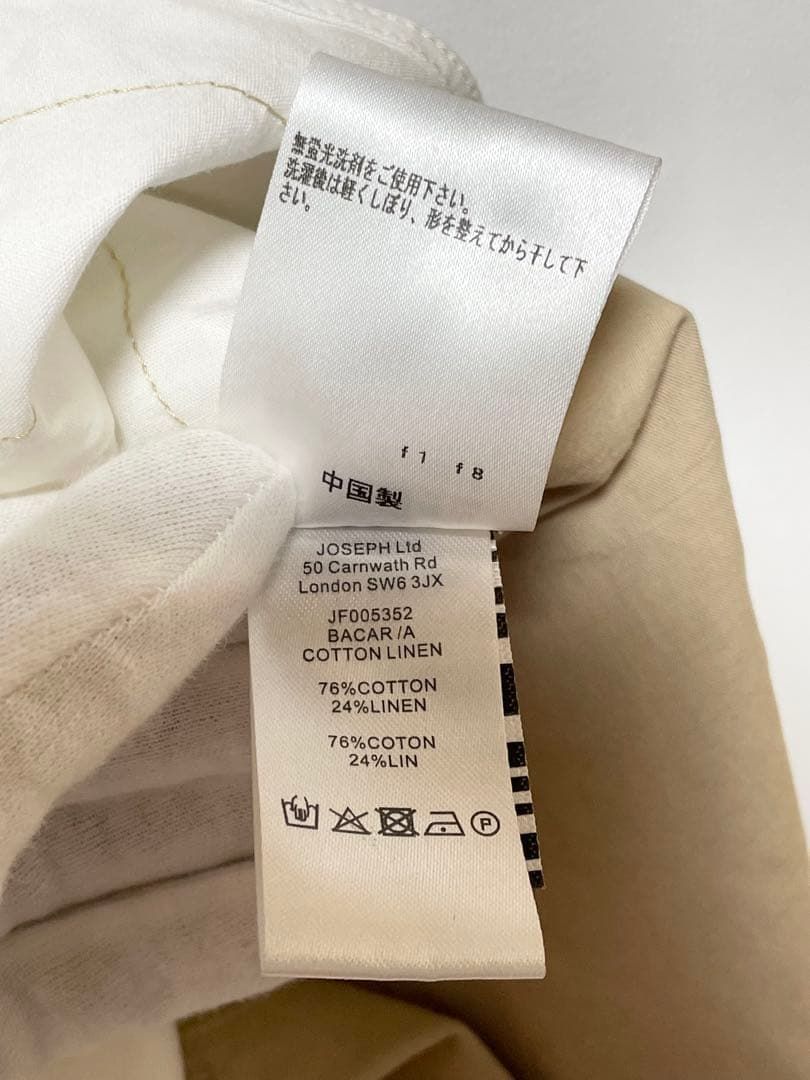 無蛍光洗剤をご使用下さい。
洗濯後は軽くしぼり、形を整えてから干して下
さい。
f1 f8
中国製
JOSEPH Ltd
50 Carnwath Rd
London SW6 3JX
JF005352
BACAR/A
COTTON LINEN
76%COTTON
24%LINEN
76%COTON
24%LIN
P